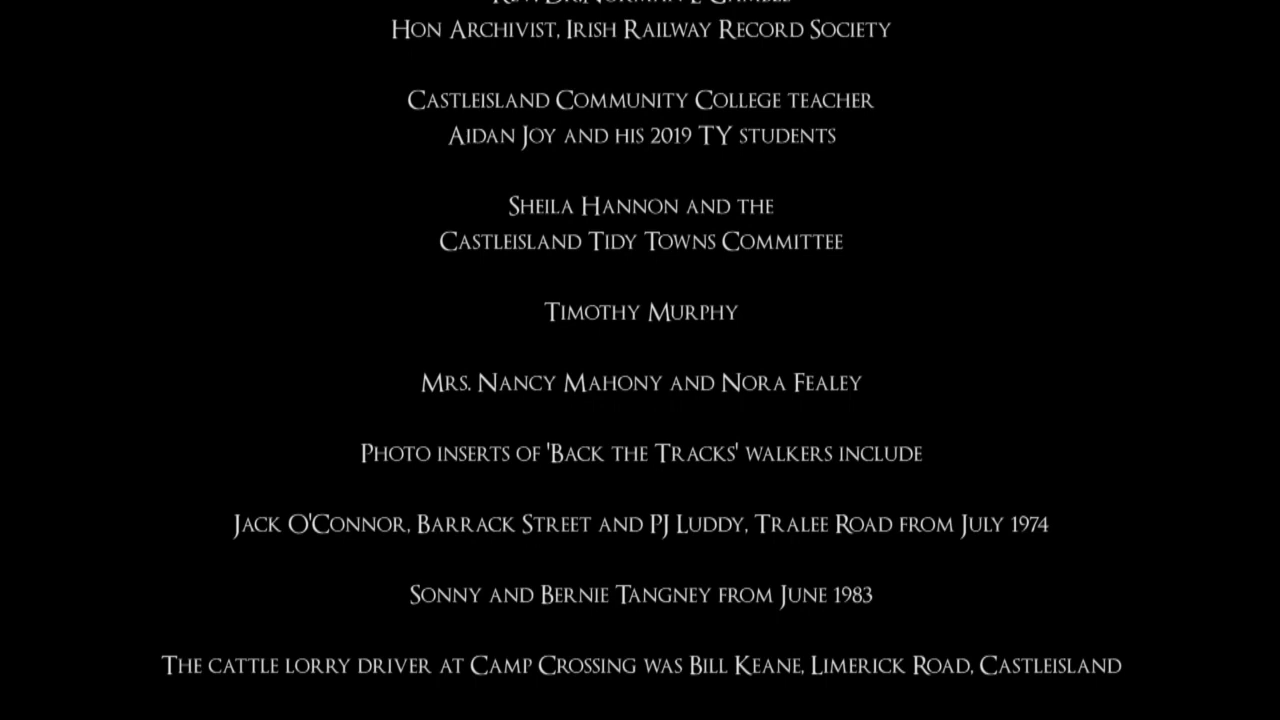 Hon Archivist, Irish Railway Record Society
Castleisland Community College teacher
Aidan Joy and his 2019 TY students
Sheila Hannon and the
Castleisland Tidy Towns Committee
Timothy Murphy
Mrs. Nancy Mahony and Nora Fealey
Photo inserts of 'Back the Tracks' walkers include
Jack O'Connor, Barrack Street and PJ Luddy, Tralee Road from July 1974
Sonny and Bernie Tangney from June 1983
The cattle lorry driver at Camp Crossing was Bill Keane, Limerick Road, Castleisland